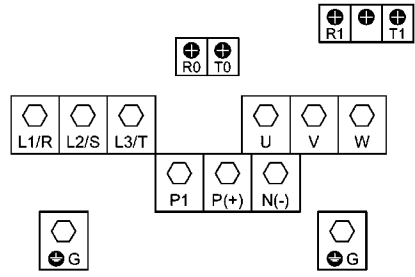 R1 T1
R0 T0
L1/R L2/S L3/T U V W
P1 P(+) N(-)
G G